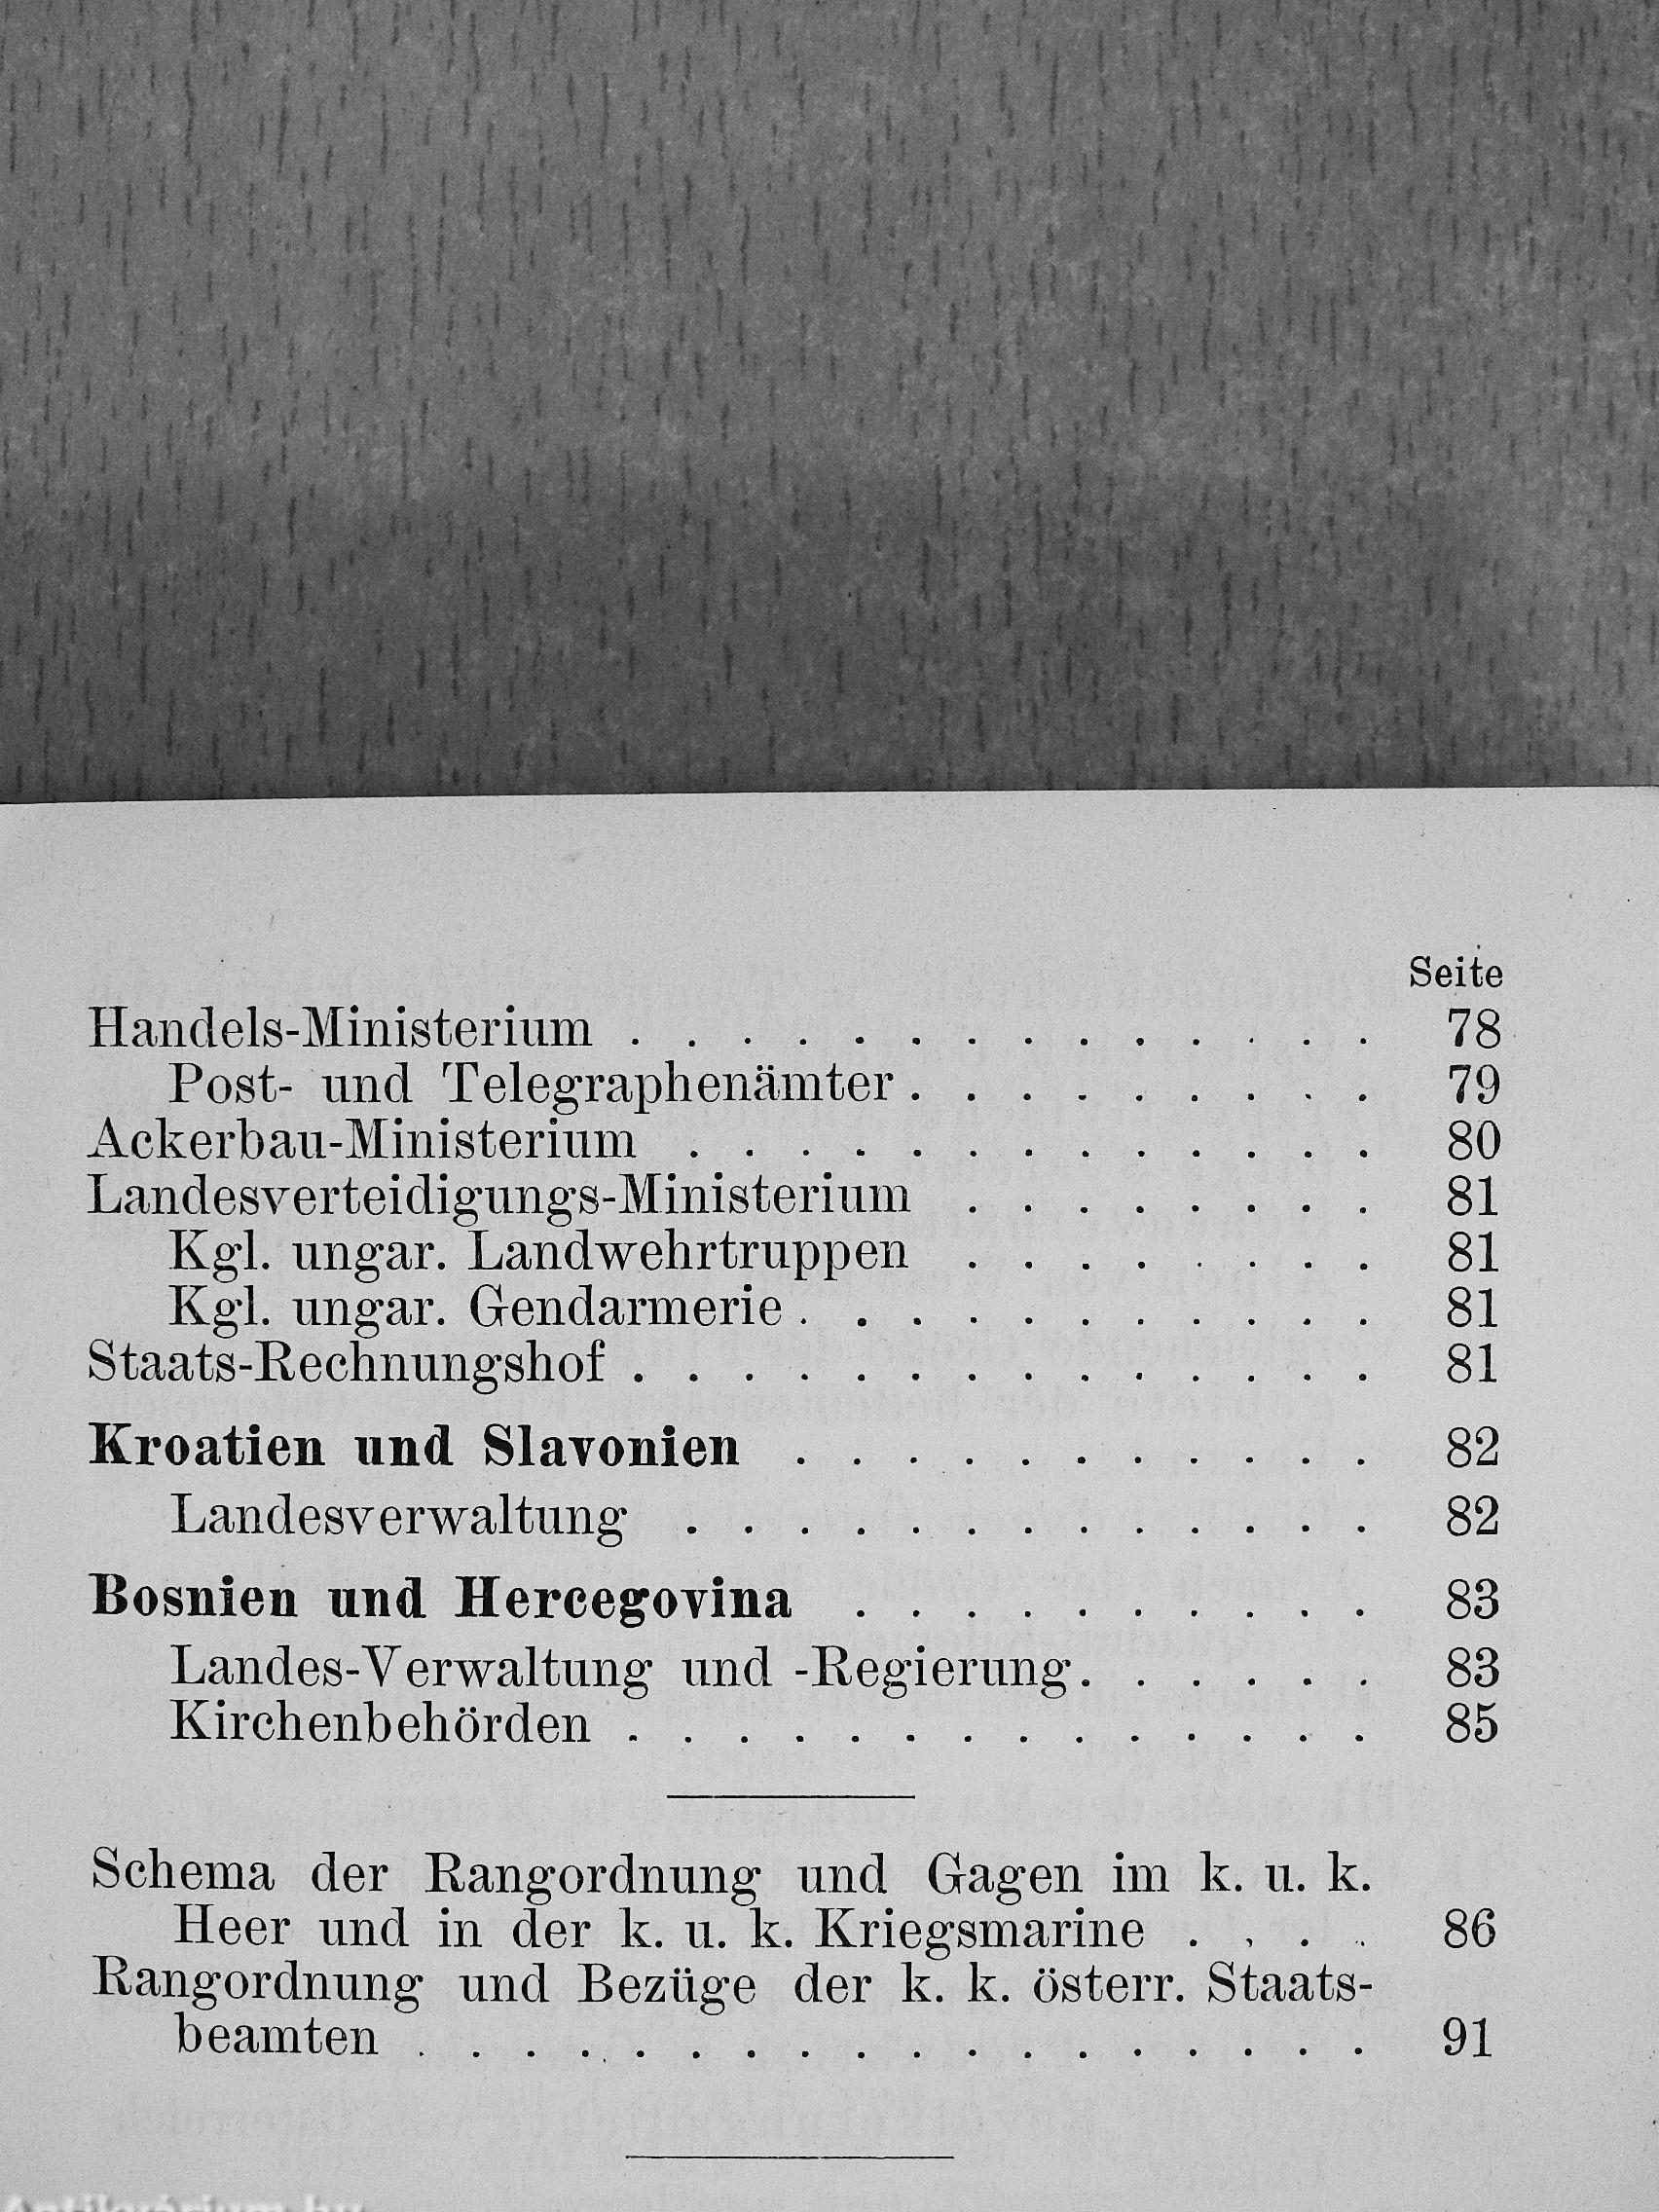 Seite
Handels-Ministerium . . . . . . . . . . . . . . 78
Post- und Telegraphenämter . . . . . . . . . 79
Ackerbau-Ministerium . . . . . . . . . . . . . 80
Landesverteidigungs-Ministerium . . . . . . . . 81
Kgl. ungar. Landwehrtruppen . . . . . . . . 81
Kgl. ungar. Gendarmerie . . . . . . . . . . . 81
Staats-Rechnungshof . . . . . . . . . . . . . . 81
Kroatien und Slavonien . . . . . . . . . . . 82
Landesverwaltung . . . . . . . . . . . . . 82
Bosnien und Hercegovina . . . . . . . . . . 83
Landes-Verwaltung und -Regierung . . . . . . 83
Kirchenbehörden . . . . . . . . . . . . . . 85
Schema der Rangordnung und Gagen im k. u. k.
Heer und in der k. u. k. Kriegsmarine . . . . 86
Rangordnung und Bezüge der k. k. österr. Staats-
beamten . . . . . . . . . . . . . . . . . . 91